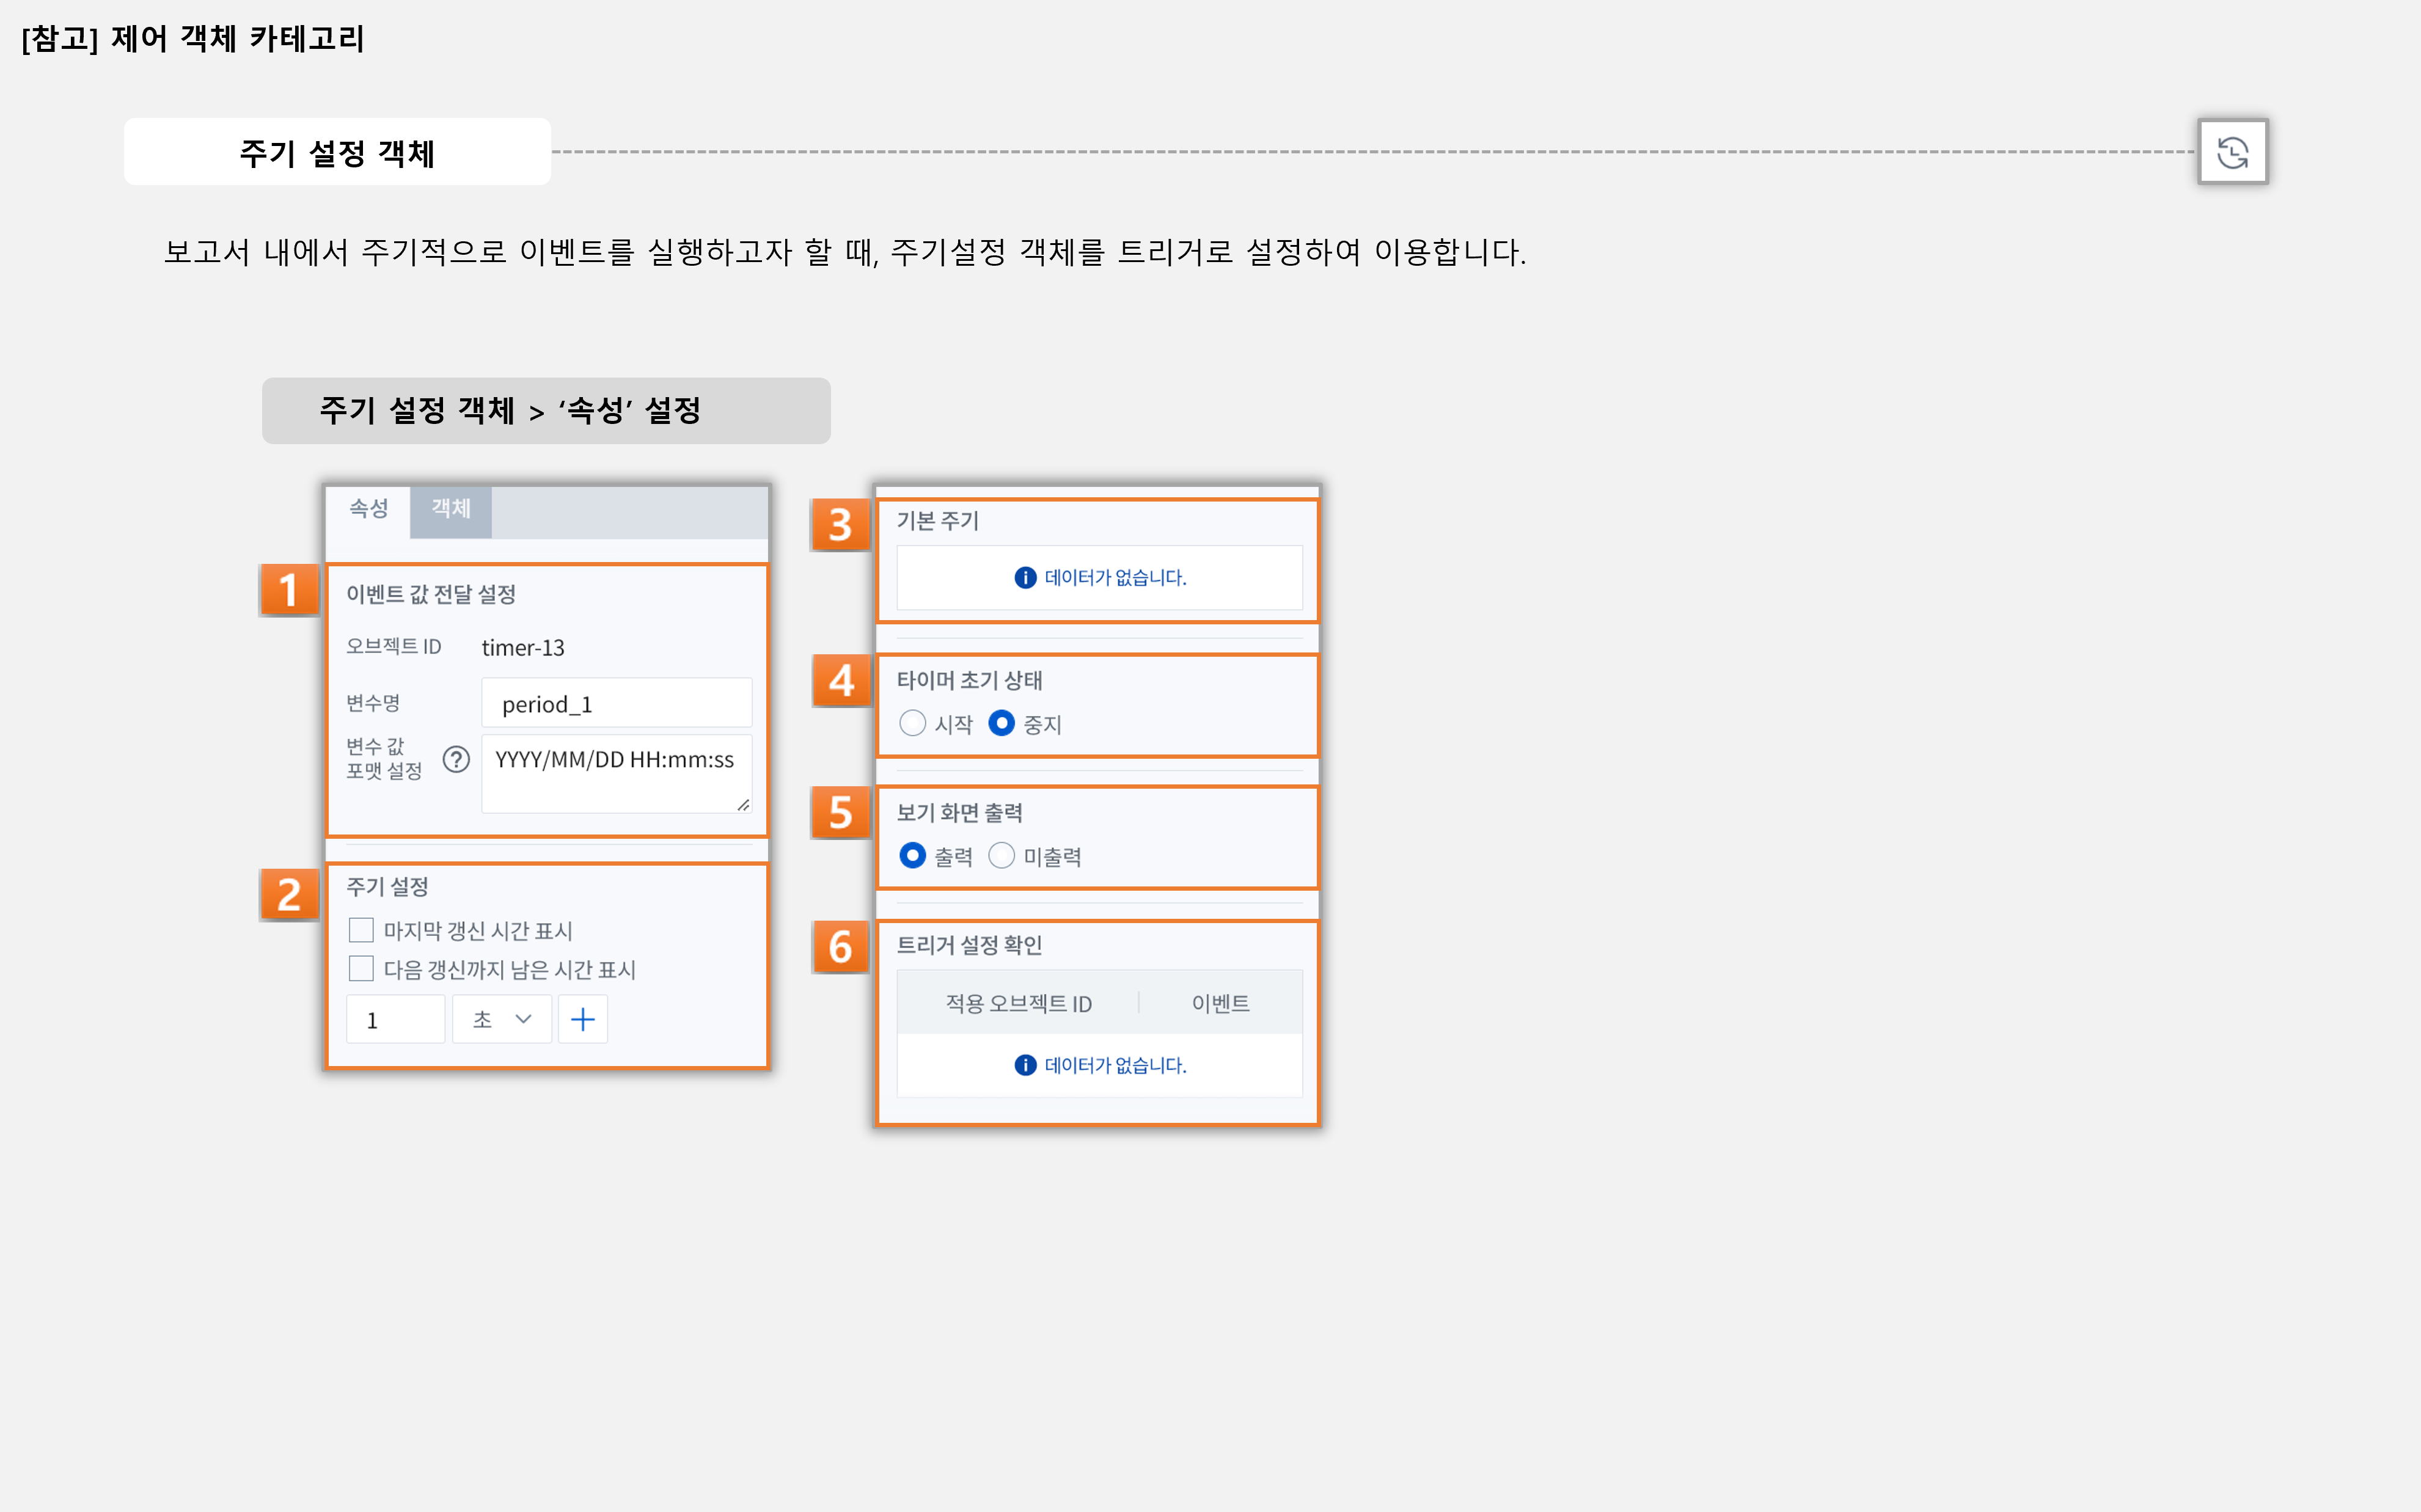 [참고] 제어 객체 카테고리
주기 설정 객체
보고서 내에서 주기적으로 이벤트를 실행하고자 할 때, 주기설정 객체를 트리거로 설정하여 이용합니다.
주기 설정 객체 > ‘속성’ 설정
속성 객체
1
이벤트 값 전달 설정
오브젝트 ID timer-13
변수명 period_1
변수 값
포맷 설정 ? YYYY/MM/DD HH:mm:ss
2
주기 설정
마지막 갱신 시간 표시
다음 갱신까지 남은 시간 표시
1 초 +
3
기본 주기
데이터가 없습니다.
4
타이머 초기 상태
시작 중지
5
보기 화면 출력
출력 미출력
6
트리거 설정 확인
적용 오브젝트 ID 이벤트
데이터가 없습니다.